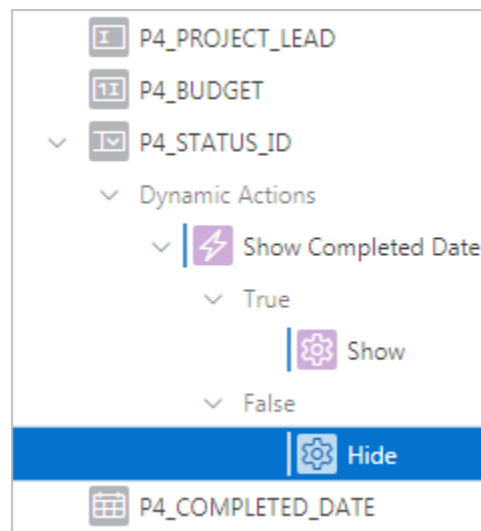 P4_PROJECT_LEAD
P4_BUDGET
P4_STATUS_ID
Dynamic Actions
Show Completed Date
True
Show
False
Hide
P4_COMPLETED_DATE